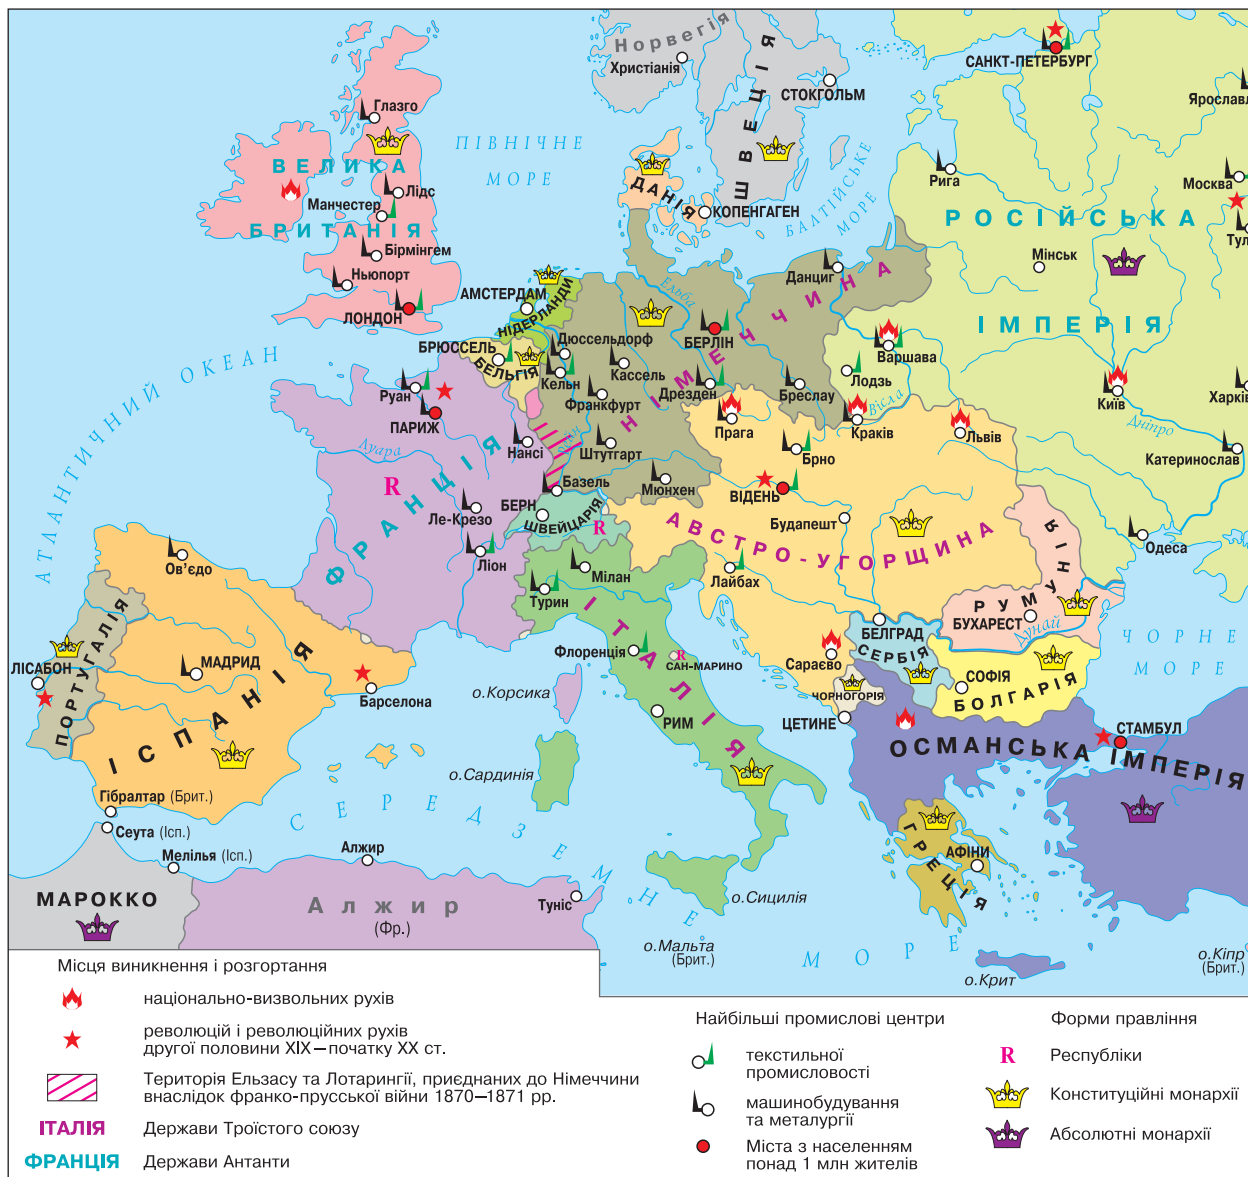 Норвегія
Христіанія
ШВЕЦІЯ
СТОКГОЛЬМ
САНКТ-ПЕТЕРБУРГ
Ярославл
Глазго
ВЕЛИКА
БРИТАНІЯ
Лідс
Манчестер
Бірмінгем
Ньюпорт
ЛОНДОН
ПІВНІЧНЕ
МОРЕ
ДАНІЯ
КОПЕНГАГЕН
БАЛТІЙСЬКЕ
МОРЕ
Рига
Москва
Тул
РОСІЙСЬКА
ІМПЕРІЯ
Мінськ
Данциг
АМСТЕРДАМ
НІДЕРЛАНДИ
Ельба
НІМЕЧЧИНА
БЕРЛІН
БРЮССЕЛЬ
БЕЛЬГІЯ
Дюссельдорф
Кельн
Кассель
Франкфурт
Дрезден
Бреслау
Лодзь
Варшава
Вісла
Київ
Харків
Дніпро
Катеринослав
Одеса
АТЛАНТИЧНИЙ ОКЕАН
Руан
ПАРИЖ
Луара
ФРАНЦІЯ
R
Нансі
Рейн
Штутгарт
Мюнхен
Базель
БЕРН
ШВЕЙЦАРІЯ
R
Ле-Крезо
Ліон
Прага
Краків
Львів
Брно
ВІДЕНЬ
Будапешт
АВСТРО-УГОРЩИНА
Лайбах
Мілан
Турин
ІТАЛІЯ
Флоренція
R
САН-МАРИНО
РИМ
Ов’єдо
ПОРТУГАЛІЯ
ЛІСАБОН
МАДРИД
ІСПАНІЯ
Барселона
о.Корсика
о.Сардинія
БЕЛГРАД
СЕРБІЯ
Сараєво
ЧОРНОГОРІЯ
ЦЕТИНЕ
РУМУНІЯ
БУХАРЕСТ
Дунай
СОФІЯ
БОЛГАРІЯ
ЧОРНЕ
МОРЕ
СТАМБУЛ
ОСМАНСЬКА ІМПЕРІЯ
ГРЕЦІЯ
АФІНИ
Гібралтар (Брит.)
Сеута (Ісп.)
Мелілья (Ісп.)
МАРОККО
Алжир
Алжир
(Фр.)
Туніс
СЕРЕДЗЕМНЕ
МОРЕ
о.Сицилія
о.Мальта
(Брит.)
о.Крит
о.Кіпр
(Брит.)
Місця виникнення і розгортання
національно-визвольних рухів
революцій і революційних рухів
другої половини XIX—початку XX ст.
Територія Ельзасу та Лотарингії, приєднаних до Німеччини
внаслідок франко-прусської війни 1870—1871 рр.
ІТАЛІЯ Держави Троїстого союзу
ФРАНЦІЯ Держави Антанти
Найбільші промислові центри
текстильної
промисловості
машинобудування
та металургії
Міста з населенням
понад 1 млн жителів
Форми правління
R Республіки
Конституційні монархії
Абсолютні монархії